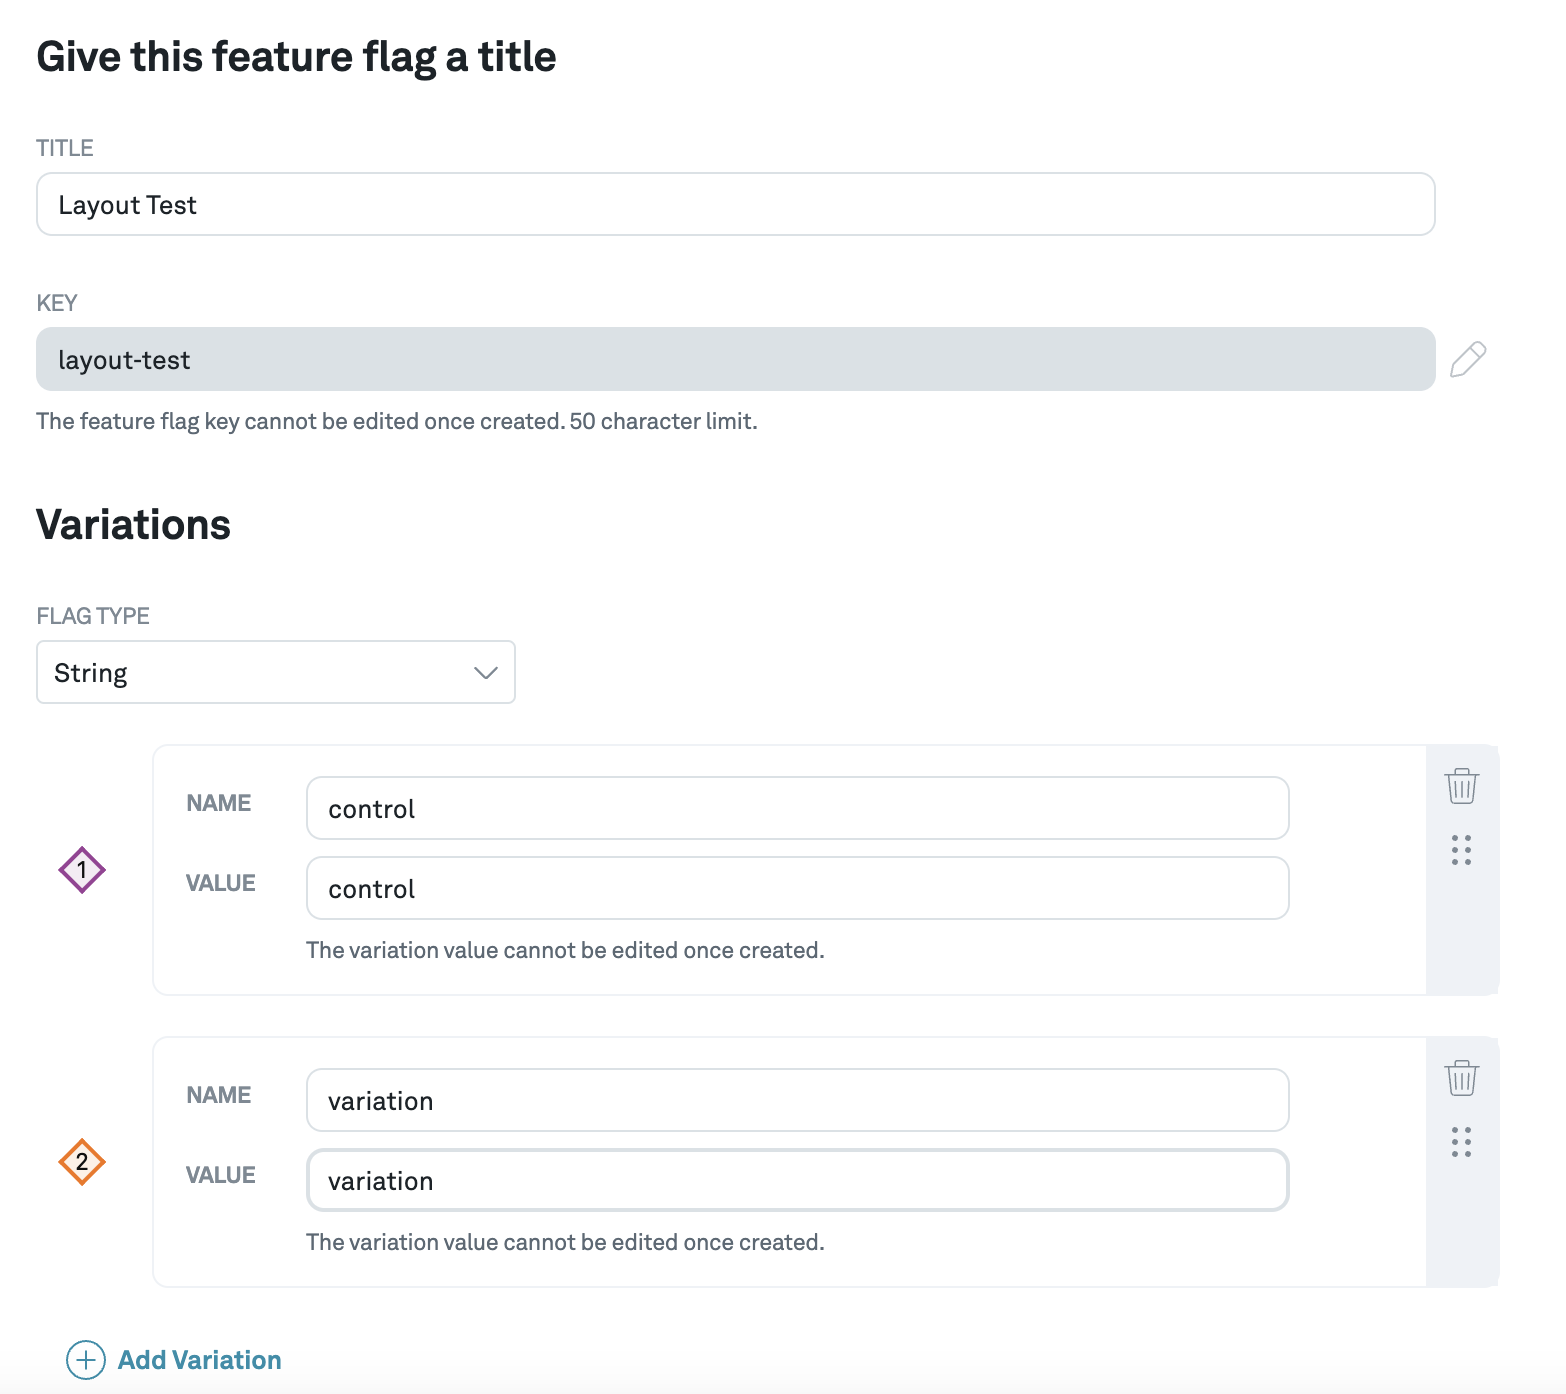 Give this feature flag a title
TITLE
Layout Test
KEY
layout-test
The feature flag key cannot be edited once created. 50 character limit.
Variations
FLAG TYPE
String
NAME
control
1
VALUE
control
The variation value cannot be edited once created.
NAME
variation
2
VALUE
variation
The variation value cannot be edited once created.
Add Variation